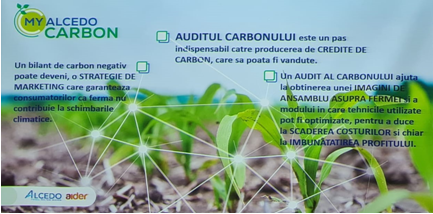 MY ALCEDO
CARBON
AUDITUL CARBONULUI este un pas
indispensabil catre producerea de CREDITE DE
CARBON, care sa poata fi vandute.
Un bilant de carbon negativ
poate deveni, o STRATEGIE DE
MARKETING care garanteaza
consumatorilor ca ferma nu
contribuie la schimbarile
climatice.
Un AUDIT AL CARBONULUI ajuta
la obtinerea unei IMAGINI DE
ANSAMBLU ASUPRA FERMEI si a
modului in care tehnicile utilizate
pot fi optimizate, pentru a duce
la SCADEREA COSTURILOR si chiar
la IMBUNĂTATIREA PROFITULUI.
ALCEDO aider